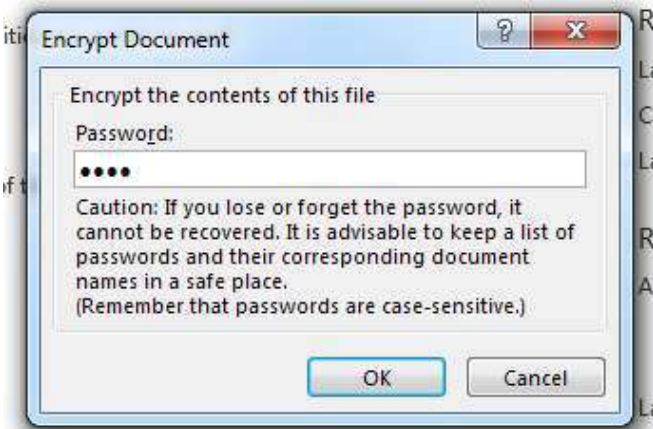 Encrypt Document
Encrypt the contents of this file
Password:
••••
Caution: If you lose or forget the password, it
cannot be recovered. It is advisable to keep a list of
passwords and their corresponding document
names in a safe place.
(Remember that passwords are case-sensitive.)
OK Cancel